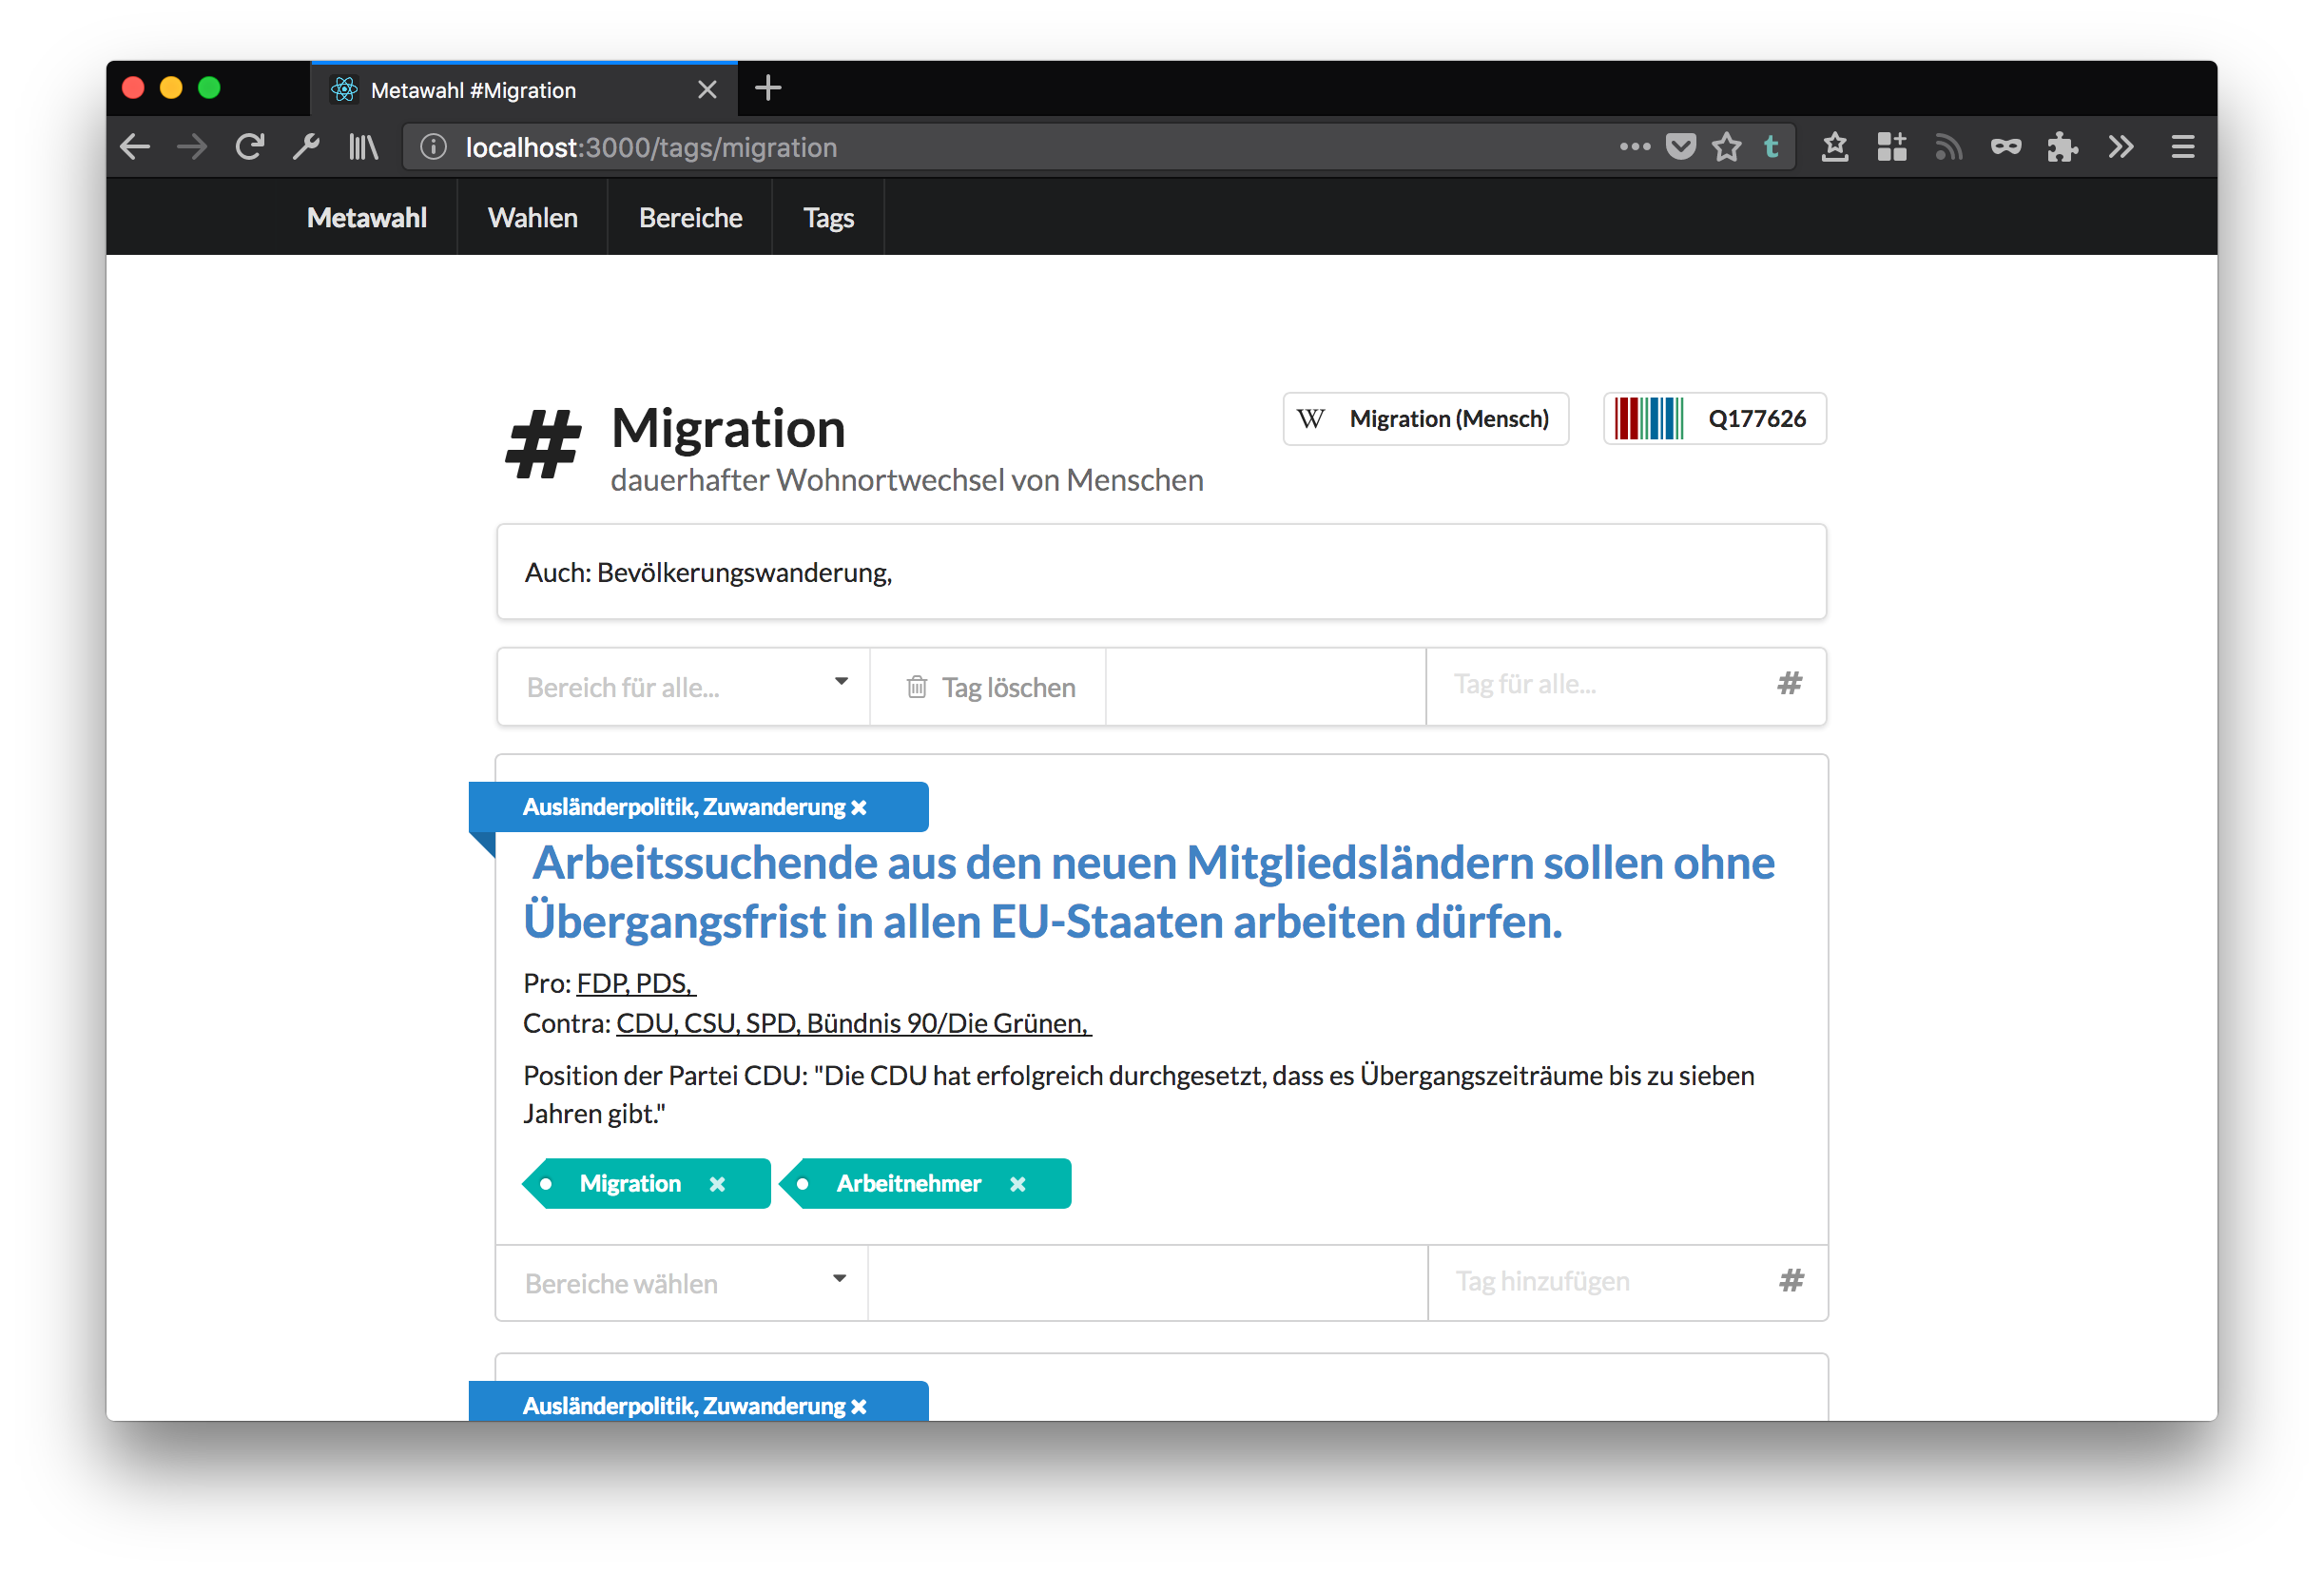 Metawahl #Migration
localhost:3000/tags/migration
t
Metawahl Wahlen Bereiche Tags
# Migration
W Migration (Mensch) Q177626
dauerhafter Wohnortwechsel von Menschen
Auch: Bevölkerungswanderung,
Bereich für alle... Tag löschen Tag für alle... #
Ausländerpolitik, Zuwanderung
Arbeitssuchende aus den neuen Mitgliedsländern sollen ohne
Übergangsfrist in allen EU-Staaten arbeiten dürfen.
Pro: FDP, PDS,
Contra: CDU, CSU, SPD, Bündnis 90/Die Grünen,
Position der Partei CDU: "Die CDU hat erfolgreich durchgesetzt, dass es Übergangszeiträume bis zu sieben
Jahren gibt."
Migration Arbeitnehmer
Bereiche wählen Tag hinzufügen #
Ausländerpolitik, Zuwanderung